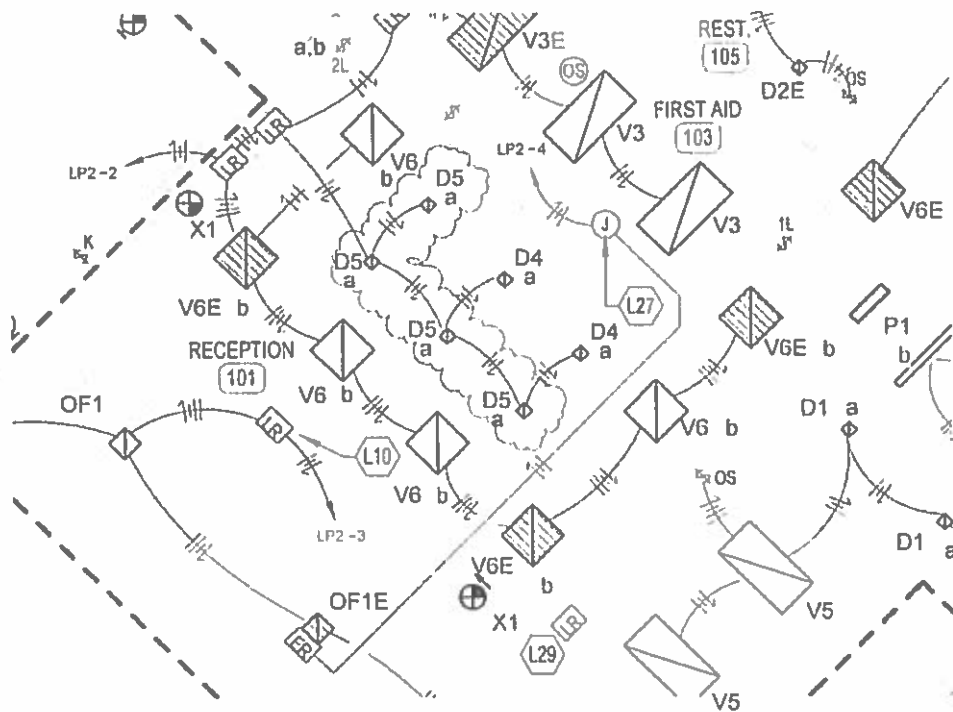 a,b
2L
LR
V3E
OS
REST.
105
D2E
OS
LR
V6
b
LP2-4
V3
FIRST AID
103
LP2-2
LR
X1
D5
a
V6E
V3
1L
K
J
D5
a
D4
a
V6E b
L27
RECEPTION
101
D5
a
D4
a
V6E b
P1
b
OF1
V6 b
LR
L10
D5
a
V6 b
D1 a
V6 b
OS
LP2-3
V6E
b
D1
a
OF1E
ER
X1
LR
L29
V5
V5